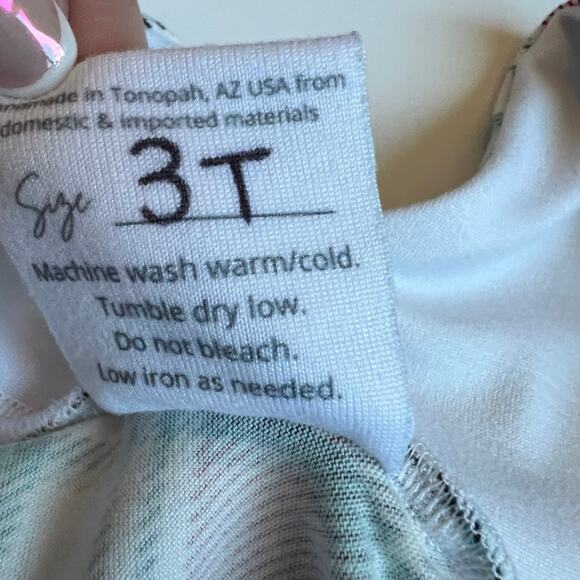 in Tonopah, AZ USA from
domestic & imported materials
Size 3T
Machine wash warm/cold.
Tumble dry low.
Do not bleach.
Low iron as needed.